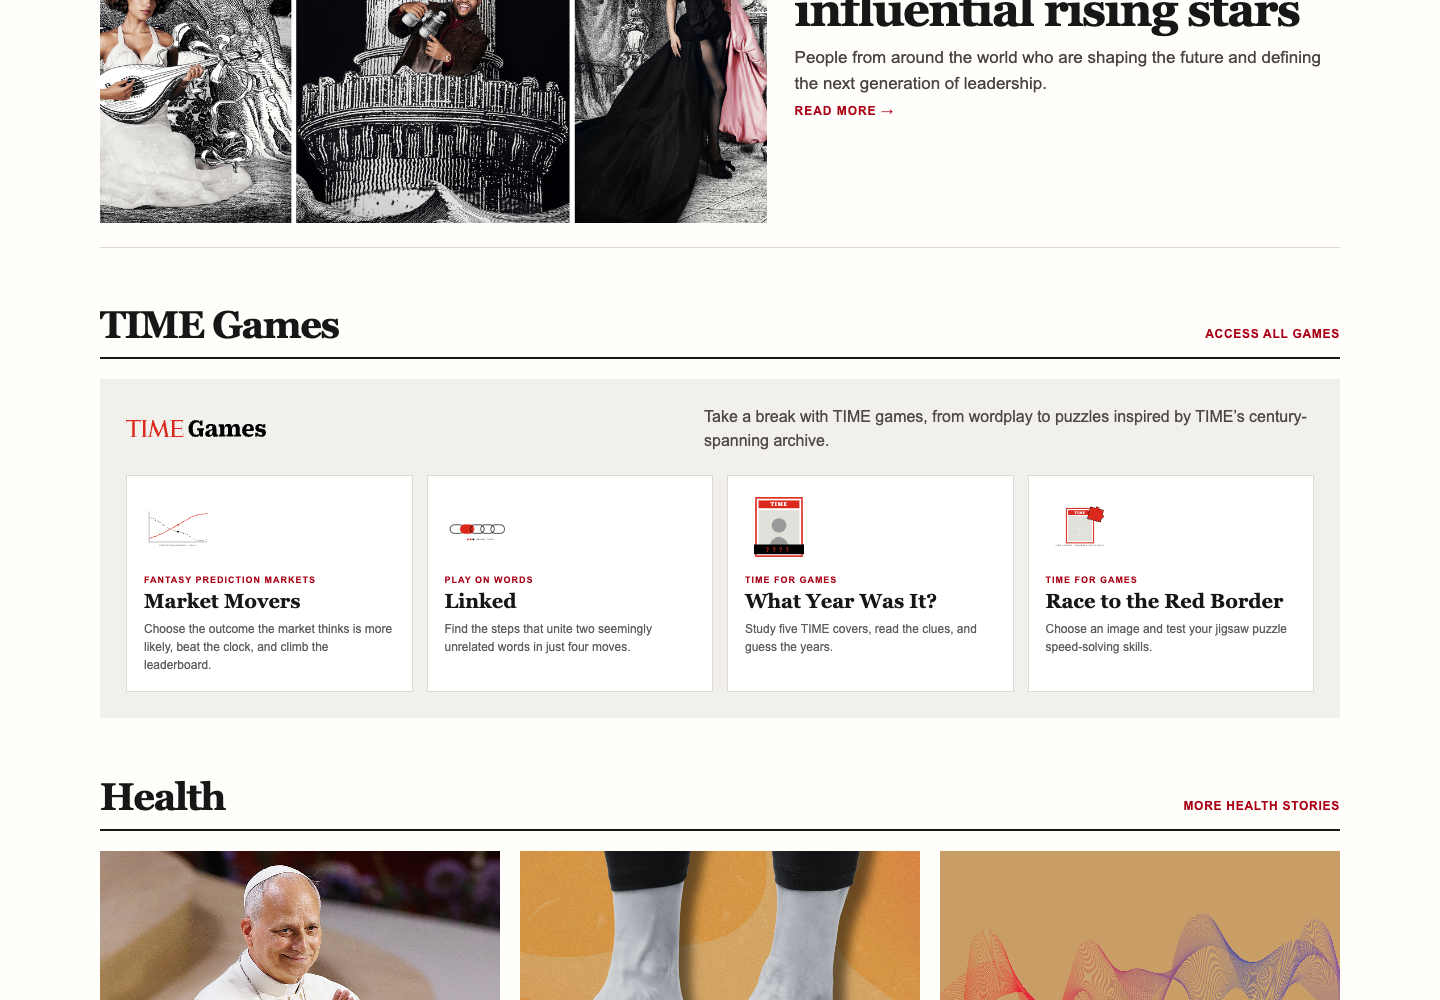 influential rising stars
People from around the world who are shaping the future and defining
the next generation of leadership.
READ MORE →
TIME Games
ACCESS ALL GAMES
TIME Games
Take a break with TIME games, from wordplay to puzzles inspired by TIME’s century-
spanning archive.
FANTASY PREDICTION MARKETS
Market Movers
Choose the outcome the market thinks is more
likely, beat the clock, and climb the
leaderboard.
PLAY ON WORDS
Linked
Find the steps that unite two seemingly
unrelated words in just four moves.
TIME
? ? ? ?
TIME FOR GAMES
What Year Was It?
Study five TIME covers, read the clues, and
guess the years.
TIME
TIME FOR GAMES
Race to the Red Border
Choose an image and test your jigsaw puzzle
speed-solving skills.
Health
MORE HEALTH STORIES